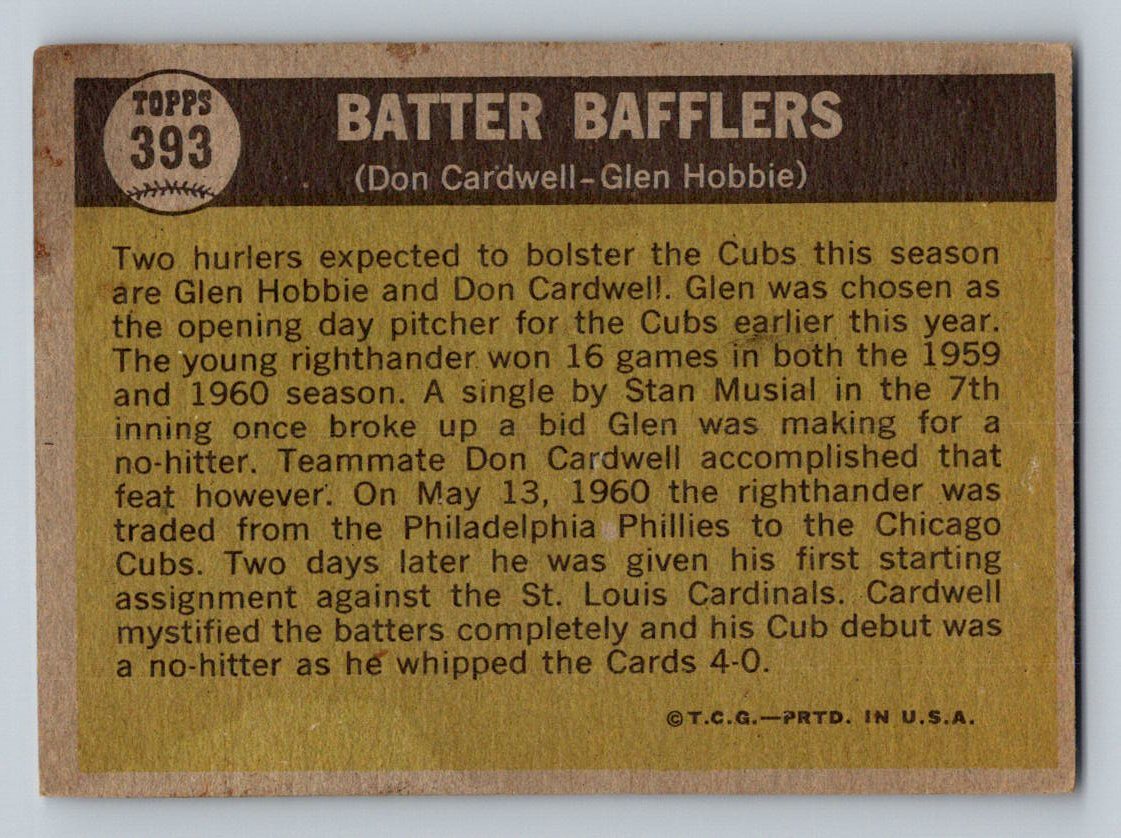 TOPPS
393
BATTER BAFFLERS
(Don Cardwell-Glen Hobbie)
Two hurlers expected to bolster the Cubs this season
are Glen Hobbie and Don Cardwell. Glen was chosen as
the opening day pitcher for the Cubs earlier this year.
The young righthander won 16 games in both the 1959
and 1960 season. A single by Stan Musial in the 7th
inning once broke up a bid Glen was making for a
no-hitter. Teammate Don Cardwell accomplished that
feat however. On May 13, 1960 the righthander was
traded from the Philadelphia Phillies to the Chicago
Cubs. Two days later he was given his first starting
assignment against the St. Louis Cardinals. Cardwell
mystified the batters completely and his Cub debut was
a no-hitter as he whipped the Cards 4-0.
©T.C.G.—PRTD. IN U.S.A.